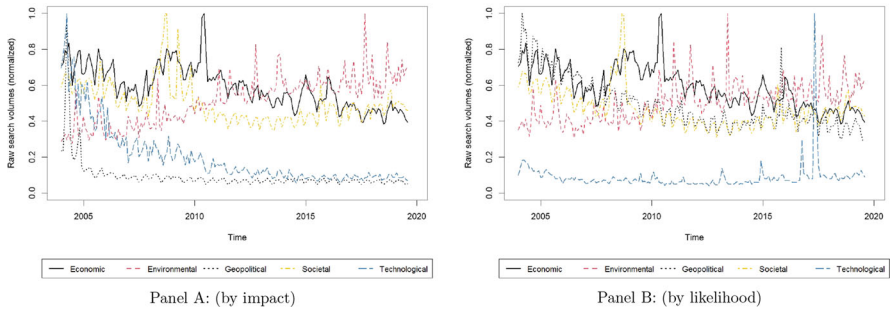 Raw search volumes (normalized)
1.0
0.8
0.6
0.4
0.2
0.0
2005 2010 2015 2020
Time
Economic Environmental Geopolitical Societal Technological
Panel A: (by impact)
Raw search volumes (normalized)
1.0
0.8
0.6
0.4
0.2
0.0
2005 2010 2015 2020
Time
Economic Environmental Geopolitical Societal Technological
Panel B: (by likelihood)